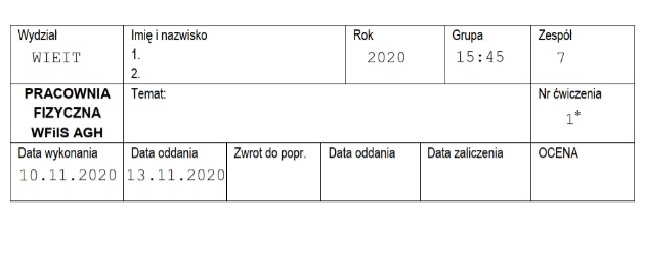 Wydział Imię i nazwisko Rok Grupa Zespół
WIEIT 1. 2020 15:45 7
2.
PRACOWNIA Temat: Nr ćwiczenia
FIZYCZNA 1*
WFiIS AGH
Data wykonania Data oddania Zwrot do popr. Data oddania Data zaliczenia OCENA
10.11.2020 13.11.2020